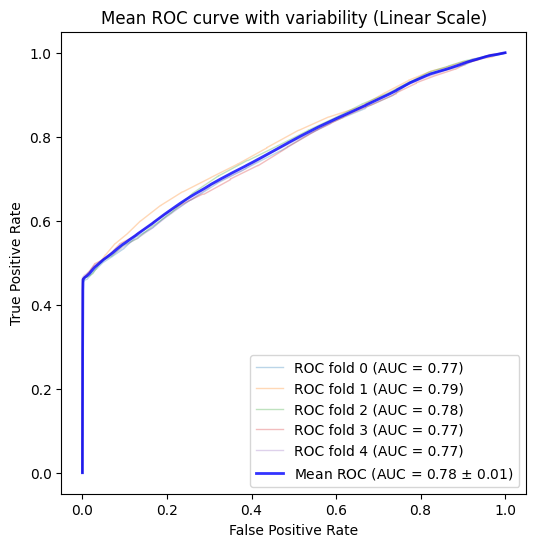 Mean ROC curve with variability (Linear Scale)
True Positive Rate
1.0
0.8
0.6
0.4
0.2
0.0
ROC fold 0 (AUC = 0.77)
ROC fold 1 (AUC = 0.79)
ROC fold 2 (AUC = 0.78)
ROC fold 3 (AUC = 0.77)
ROC fold 4 (AUC = 0.77)
Mean ROC (AUC = 0.78 ± 0.01)
0.0 0.2 0.4 0.6 0.8 1.0
False Positive Rate